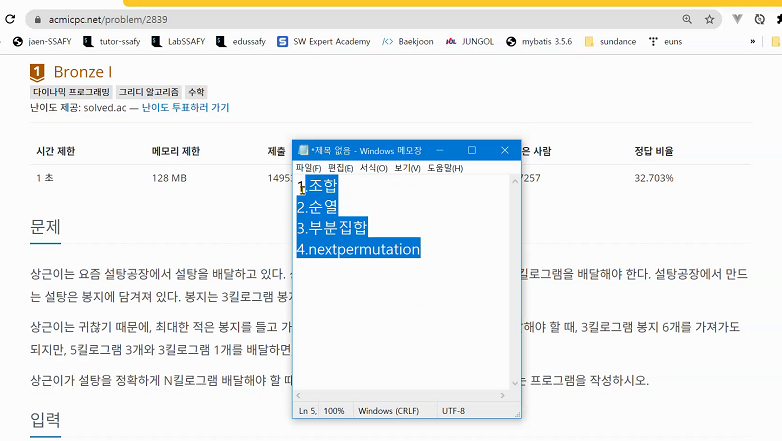 acmicpc.net/problem/2839
jaen-SSAFY tutor-ssafy LabSSAFY edussafy SW Expert Academy Baekjoon JUNGOL mybatis 3.5.6 sundance euns »
1 Bronze I
다이나믹 프로그래밍 그리디 알고리즘 수학
난이도 제공: solved.ac — 난이도 투표하러 가기
*제목 없음 - Windows 메모장
파일(F) 편집(E) 서식(O) 보기(V) 도움말(H)
1.조합
2.순열
3.부분집합
4.nextpermutation
Ln 5, 100% Windows (CRLF) UTF-8
시간 제한 메모리 제한 제출 은 사람 정답 비율
1 초 128 MB 1495 7257 32.703%
문제
상근이는 요즘 설탕공장에서 설탕을 배달하고 있다. 킬로그램을 배달해야 한다. 설탕공장에서 만드
는 설탕은 봉지에 담겨져 있다. 봉지는 3킬로그램 봉
상근이는 귀찮기 때문에, 최대한 적은 봉지를 들고 가 해야 할 때, 3킬로그램 봉지 6개를 가져가도
되지만, 5킬로그램 3개와 3킬로그램 1개를 배달하면
상근이가 설탕을 정확하게 N킬로그램 배달해야 할 때 는 프로그램을 작성하시오.
입력